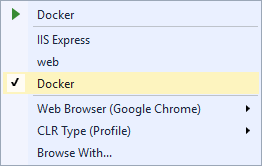 Docker
IIS Express
web
Docker
Web Browser (Google Chrome)
CLR Type (Profile)
Browse With...